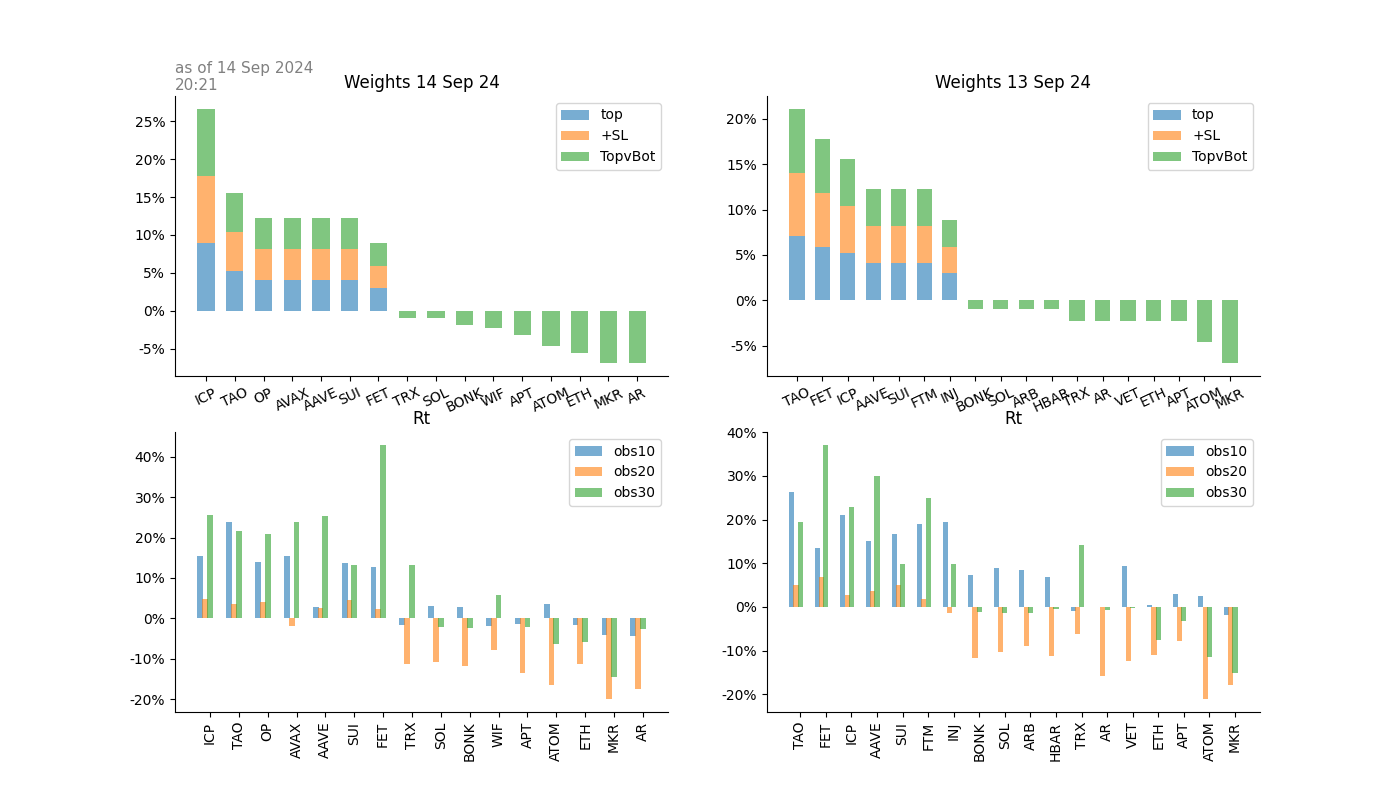 as of 14 Sep 2024
20:21
Weights 14 Sep 24
25%
20%
15%
10%
5%
0%
-5%
top
+SL
TopvBot
ICP TAO OP AVAX AAVE SUI FET TRX SOL BONK WIF APT ATOM ETH MKR AR
Weights 13 Sep 24
20%
15%
10%
5%
0%
-5%
top
+SL
TopvBot
TAO FET ICP AAVE SUI FTM INJ BONK SOL ARB HBAR TRX AR VET ETH APT ATOM MKR
Rt
40%
30%
20%
10%
0%
-10%
-20%
obs10
obs20
obs30
ICP TAO OP AVAX AAVE SUI FET TRX SOL BONK WIF APT ATOM ETH MKR AR
Rt
40%
30%
20%
10%
0%
-10%
-20%
obs10
obs20
obs30
TAO FET ICP AAVE SUI FTM INJ BONK SOL ARB HBAR TRX AR VET ETH APT ATOM MKR